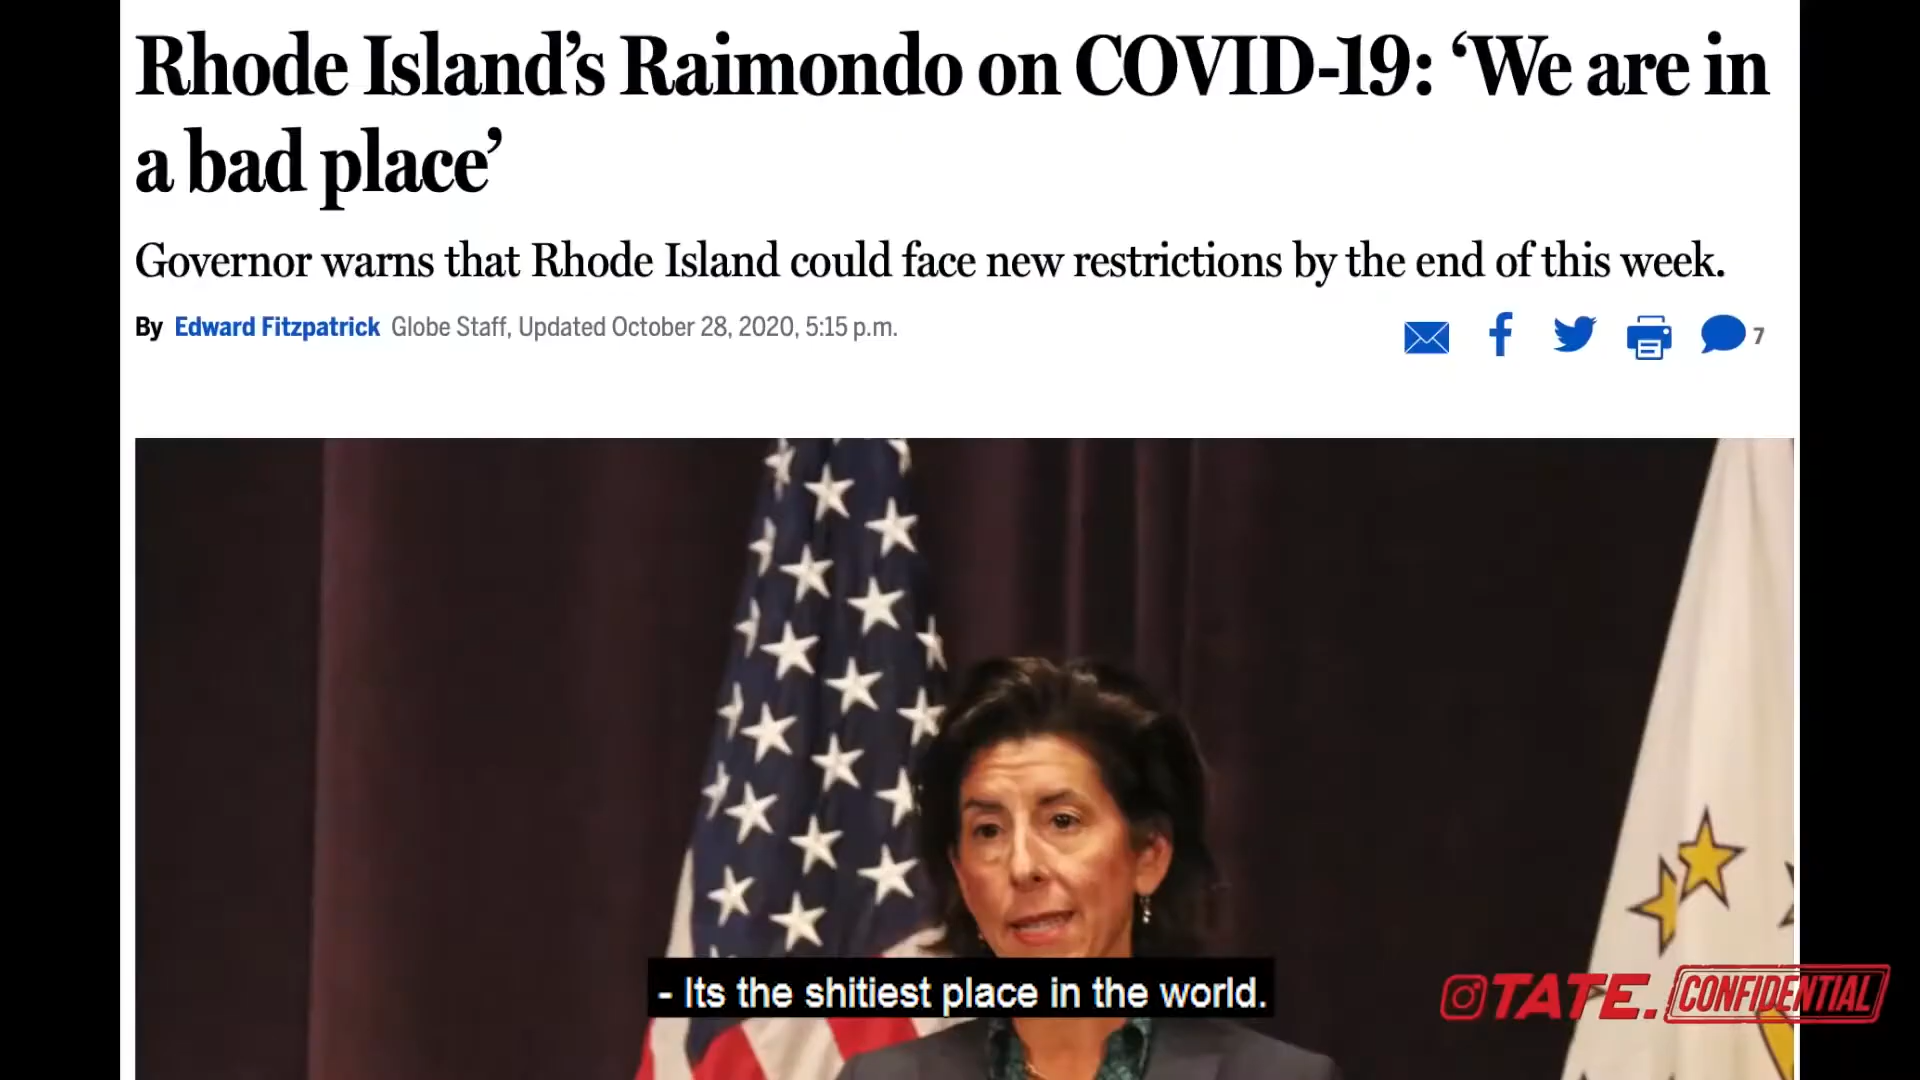 Rhode Island’s Raimondo on COVID-19: ‘We are in
a bad place’
Governor warns that Rhode Island could face new restrictions by the end of this week.
By Edward Fitzpatrick Globe Staff, Updated October 28, 2020, 5:15 p.m.
7
- Its the shitiest place in the world.
TATE. CONFIDENTIAL